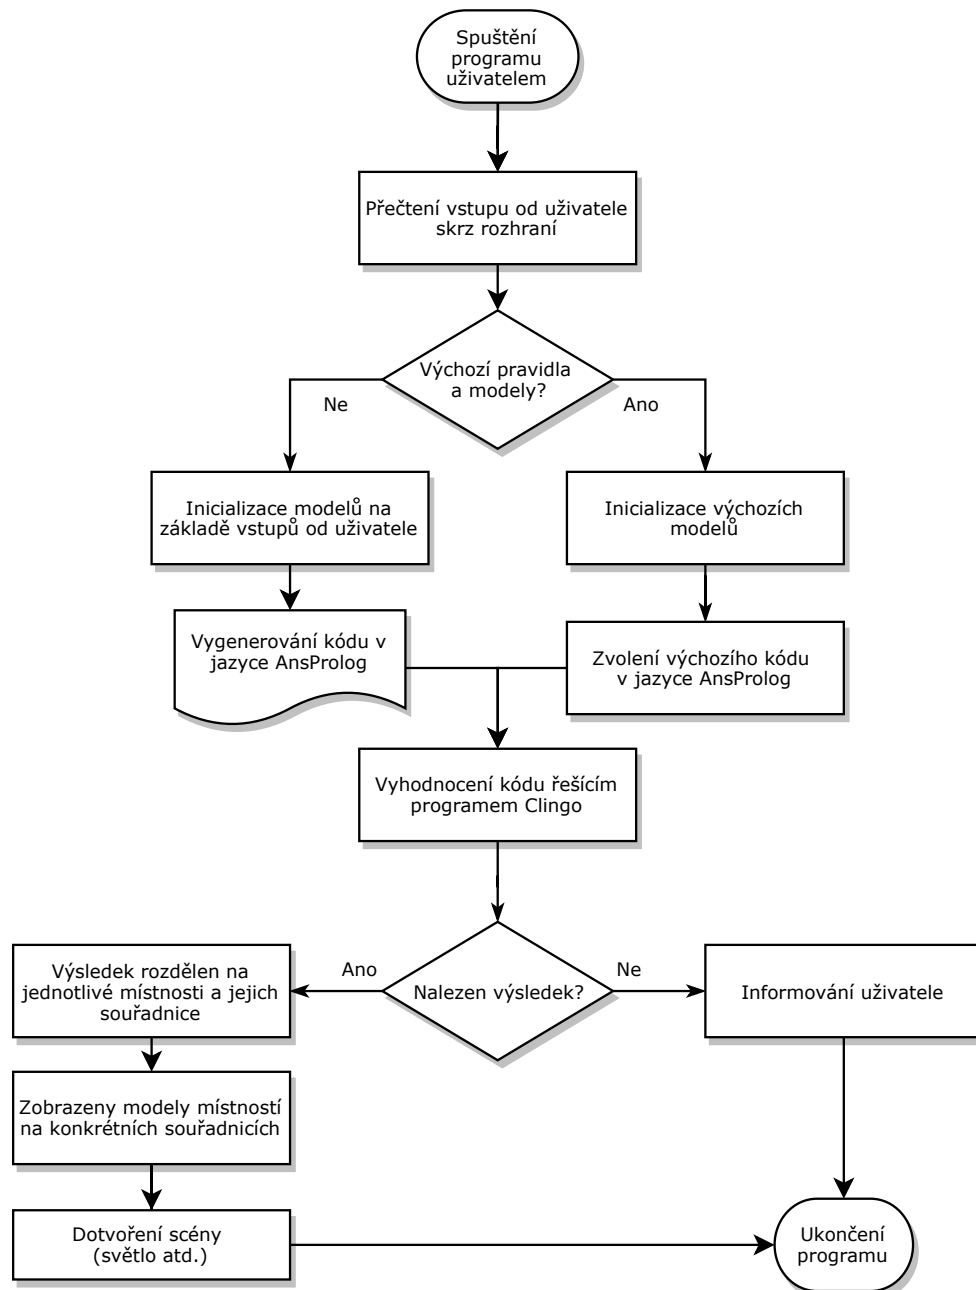 Spuštění
programu
uživatelem
Přečtení vstupu od uživatele
skrz rozhraní
Výchozí pravidla
a modely?
Ne
Ano
Inicializace modelů na
základě vstupů od uživatele
Inicializace výchozích
modelů
Vygenerování kódu v
jazyce AnsProlog
Zvolení výchozího kódu
v jazyce AnsProlog
Vyhodnocení kódu řešícím
programem Clingo
Nalezen výsledek?
Ano
Ne
Výsledek rozdělen na
jednotlivé místnosti a jejich
souřadnice
Informování uživatele
Zobrazeny modely místností
na konkrétních souřadnicích
Dotvoření scény
(světlo atd.)
Ukončení
programu